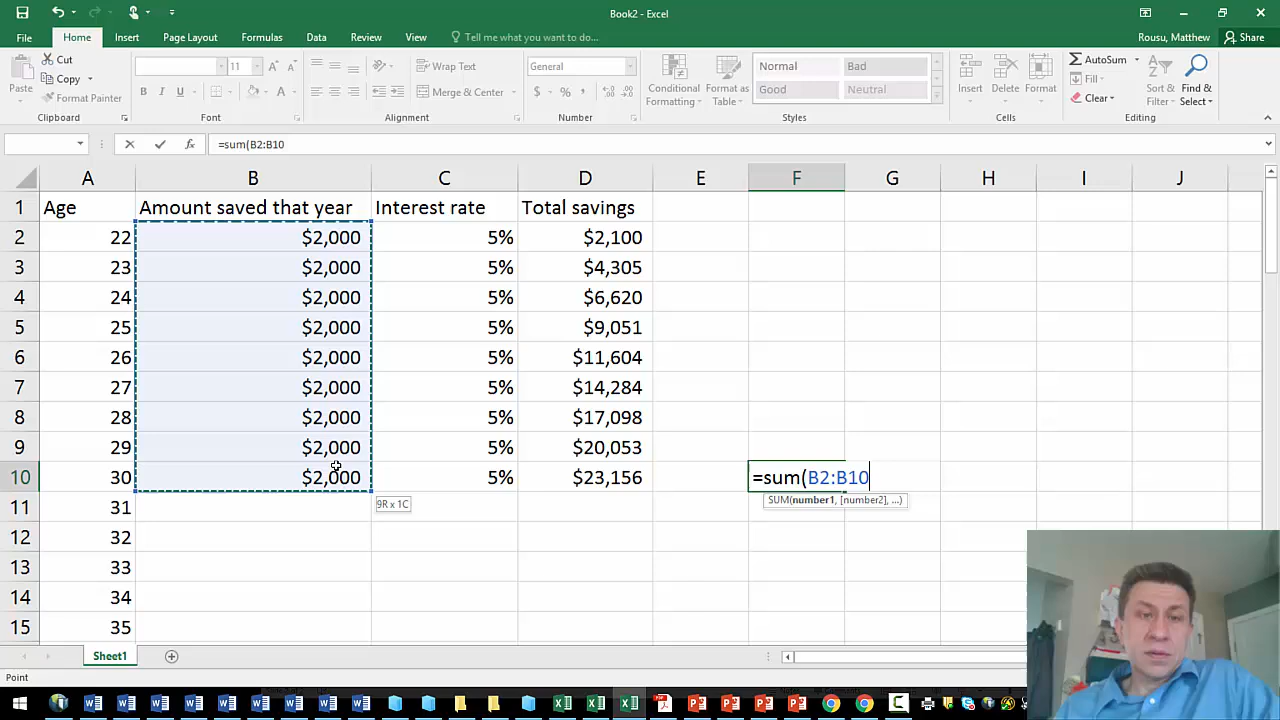 Book2 - Excel
File Home Insert Page Layout Formulas Data Review View Tell me what you want to do... Rousu, Matthew Share
Paste Cut Copy Format Painter Clipboard
11 B I U A A A Font
Wrap Text Merge & Center Alignment
General $ % , Number
Conditional Formatting Format as Table Normal Bad Good Neutral Styles
Insert Delete Format Cells
AutoSum Fill Clear Sort & Filter Find & Select Editing
fx =sum(B2:B10
A B C D E F G H I J
1 Age Amount saved that year Interest rate Total savings
2 22 $2,000 5% $2,100
3 23 $2,000 5% $4,305
4 24 $2,000 5% $6,620
5 25 $2,000 5% $9,051
6 26 $2,000 5% $11,604
7 27 $2,000 5% $14,284
8 28 $2,000 5% $17,098
9 29 $2,000 5% $20,053
10 30 $2,000 5% $23,156 =sum(B2:B10
11 31 9R x 1C SUM(number1, [number2], ...)
12 32
13 33
14 34
15 35
Sheet1
Point